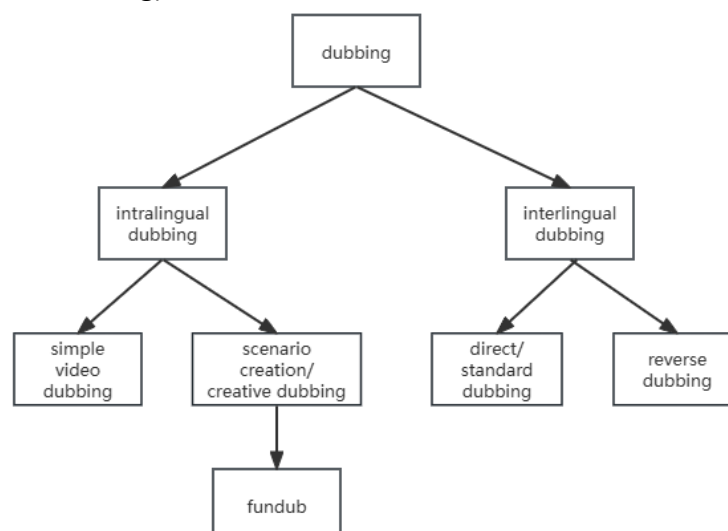 dubbing
intralingual
dubbing
interlingual
dubbing
simple
video
dubbing
scenario
creation/
creative dubbing
direct/
standard
dubbing
reverse
dubbing
fundub